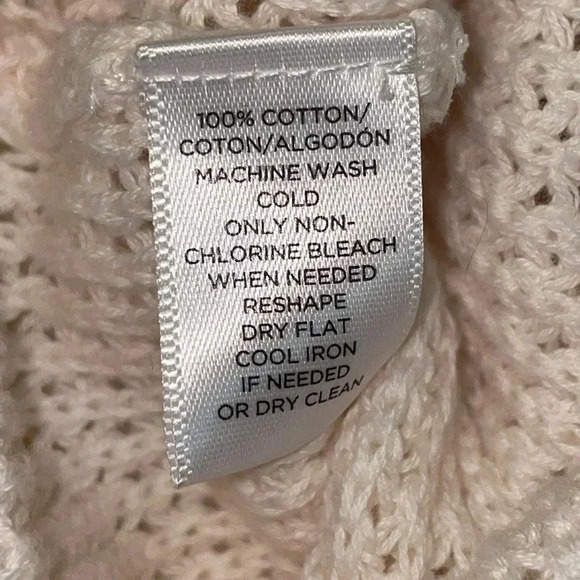 100% COTTON/
COTON/ALGODÓN
MACHINE WASH
COLD
ONLY NON-
CHLORINE BLEACH
WHEN NEEDED
RESHAPE
DRY FLAT
COOL IRON
IF NEEDED
OR DRY CLEAN